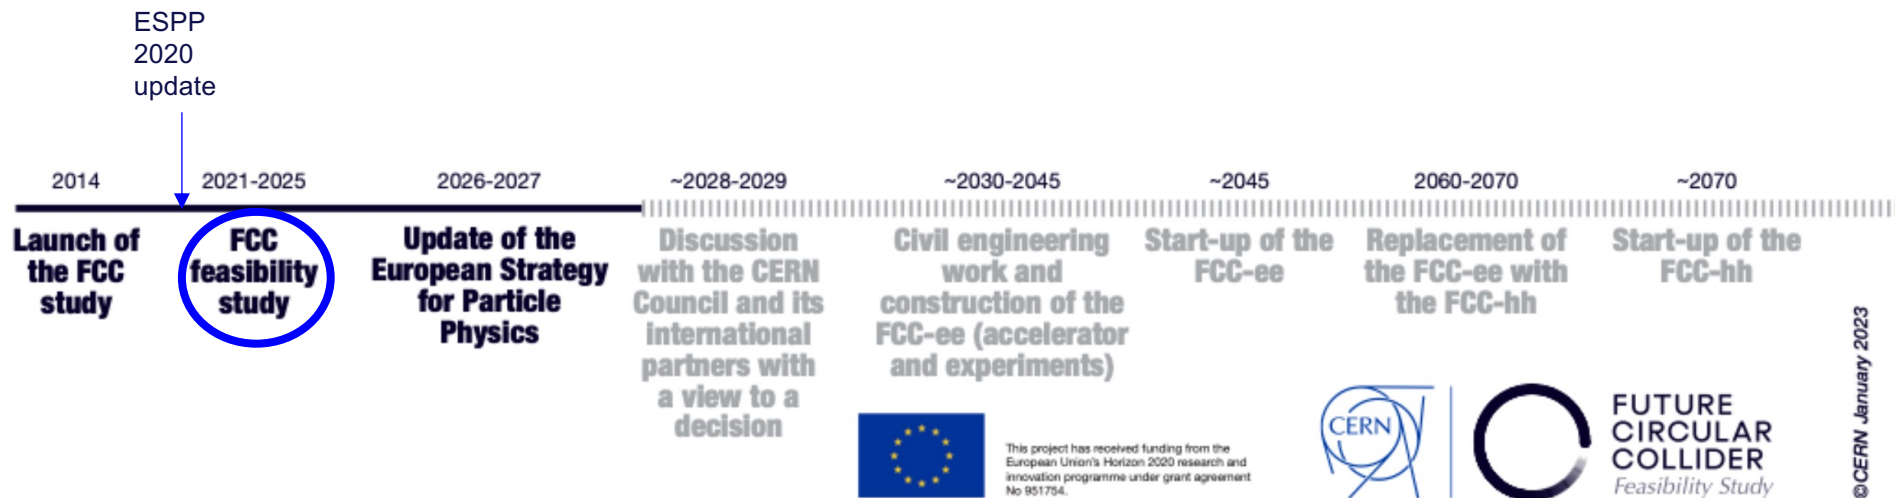 ESPP
2020
update
2014
2021-2025
2026-2027
~2028-2029
~2030-2045
~2045
2060-2070
~2070
Launch of
the FCC
study
FCC
feasibility
study
Update of the
European Strategy
for Particle
Physics
Discussion
with the CERN
Council and its
international
partners with
a view to a
decision
Civil engineering
work and
construction of the
FCC-ee (accelerator
and experiments)
Start-up of the
FCC-ee
Replacement of
the FCC-ee with
the FCC-hh
Start-up of the
FCC-hh
This project has received funding from the
European Union's Horizon 2020 research and
innovation programme under grant agreement
No 951754.
CERN
FUTURE
CIRCULAR
COLLIDER
Feasibility Study
©CERN January 2023